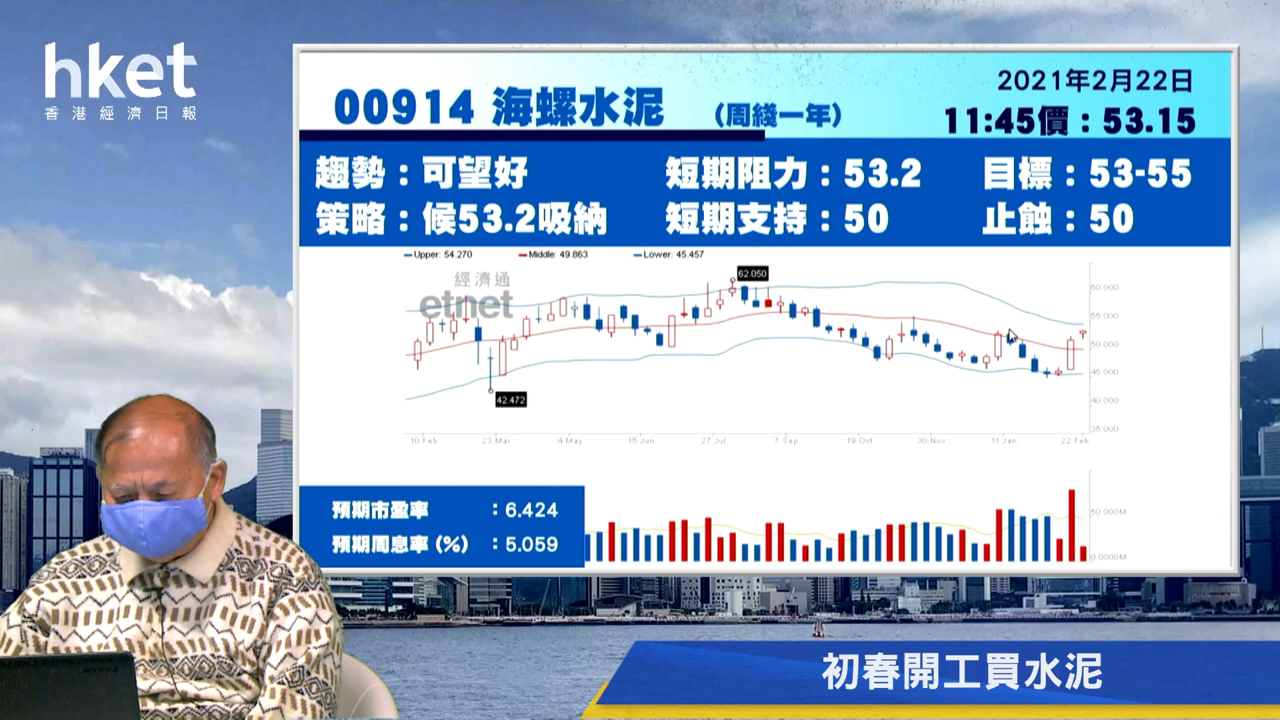 hket
香港經濟日報
00914 海螺水泥 (周綫一年)
2021年2月22日
11:45價：53.15
趨勢：可望好 短期阻力：53.2 目標：53-55
策略：候53.2吸納 短期支持：50 止蝕：50
Upper: 54.270 Middle: 49.863 Lower: 45.457
經濟通
etnet
62.050
42.472
60.000
55.000
50.000
45.000
40.000
35.000
10 Feb 23 Mar 4 May 15 Jun 27 Jul 7 Sep 19 Oct 30 Nov 11 Jan 22 Feb
預期市盈率 ：6.424
預期周息率 (%) ：5.059
50.000M
0.0000M
初春開工買水泥